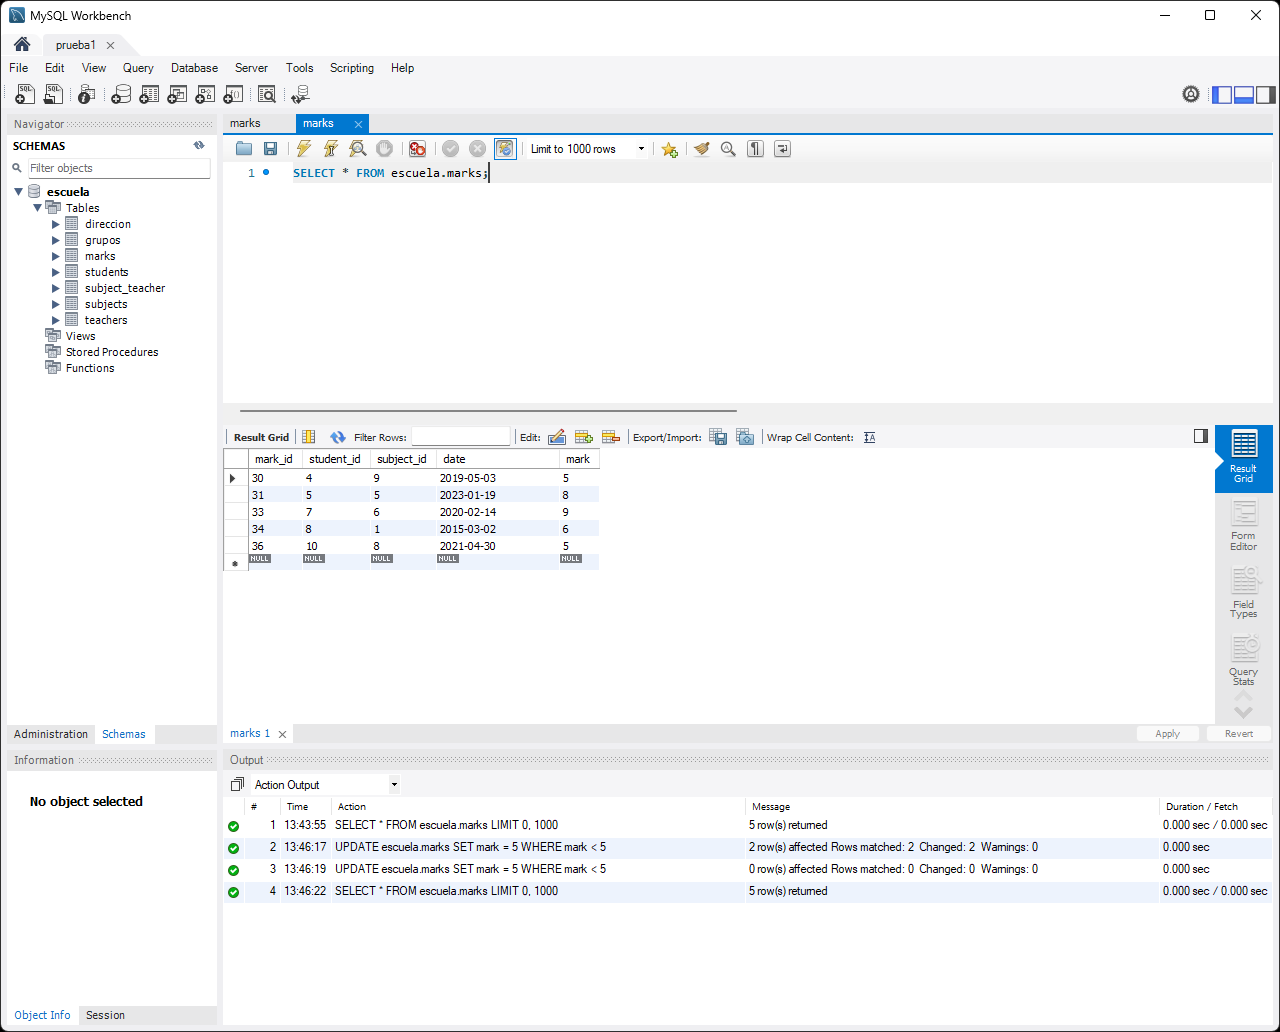 MySQL Workbench
prueba1
File Edit View Query Database Server Tools Scripting Help
Navigator
SCHEMAS
Filter objects
escuela
Tables
direccion
grupos
marks
students
subject_teacher
subjects
teachers
Views
Stored Procedures
Functions
Administration Schemas
Information
No object selected
Object Info Session
marks marks
Limit to 1000 rows
1 SELECT * FROM escuela.marks;
Result Grid Filter Rows: Edit: Export/Import: Wrap Cell Content:
mark_id student_id subject_id date mark
30 4 9 2019-05-03 5
31 5 5 2023-01-19 8
33 7 6 2020-02-14 9
34 8 1 2015-03-02 6
36 10 8 2021-04-30 5
NULL NULL NULL NULL NULL
Result
Grid
Form
Editor
Field
Types
Query
Stats
marks 1 Apply Revert
Output
Action Output
# Time Action Message Duration / Fetch
1 13:43:55 SELECT * FROM escuela.marks LIMIT 0, 1000 5 row(s) returned 0.000 sec / 0.000 sec
2 13:46:17 UPDATE escuela.marks SET mark = 5 WHERE mark < 5 2 row(s) affected Rows matched: 2 Changed: 2 Warnings: 0 0.000 sec
3 13:46:19 UPDATE escuela.marks SET mark = 5 WHERE mark < 5 0 row(s) affected Rows matched: 0 Changed: 0 Warnings: 0 0.000 sec
4 13:46:22 SELECT * FROM escuela.marks LIMIT 0, 1000 5 row(s) returned 0.000 sec / 0.000 sec